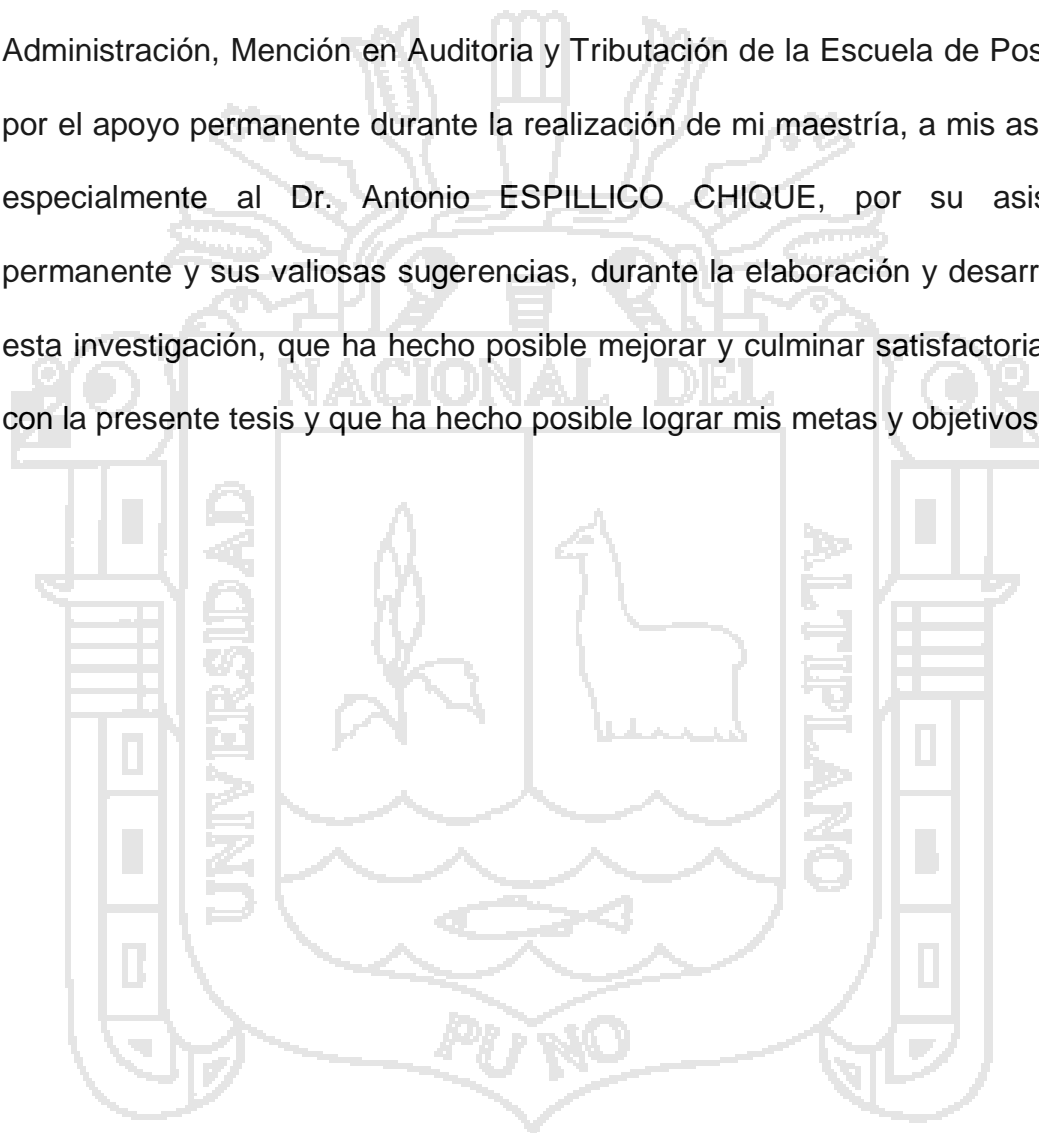 Administración, Mención en Auditoria y Tributación de la Escuela de Pos
por el apoyo permanente durante la realización de mi maestría, a mis as
especialmente al Dr. Antonio ESPILLICO CHIQUE, por su asis
permanente y sus valiosas sugerencias, durante la elaboración y desarr
esta investigación, que ha hecho posible mejorar y culminar satisfactoria
con la presente tesis y que ha hecho posible lograr mis metas y objetivos
NACIONAL DEL
UNIVERSIDAD
ALTIPLANO
PUNO